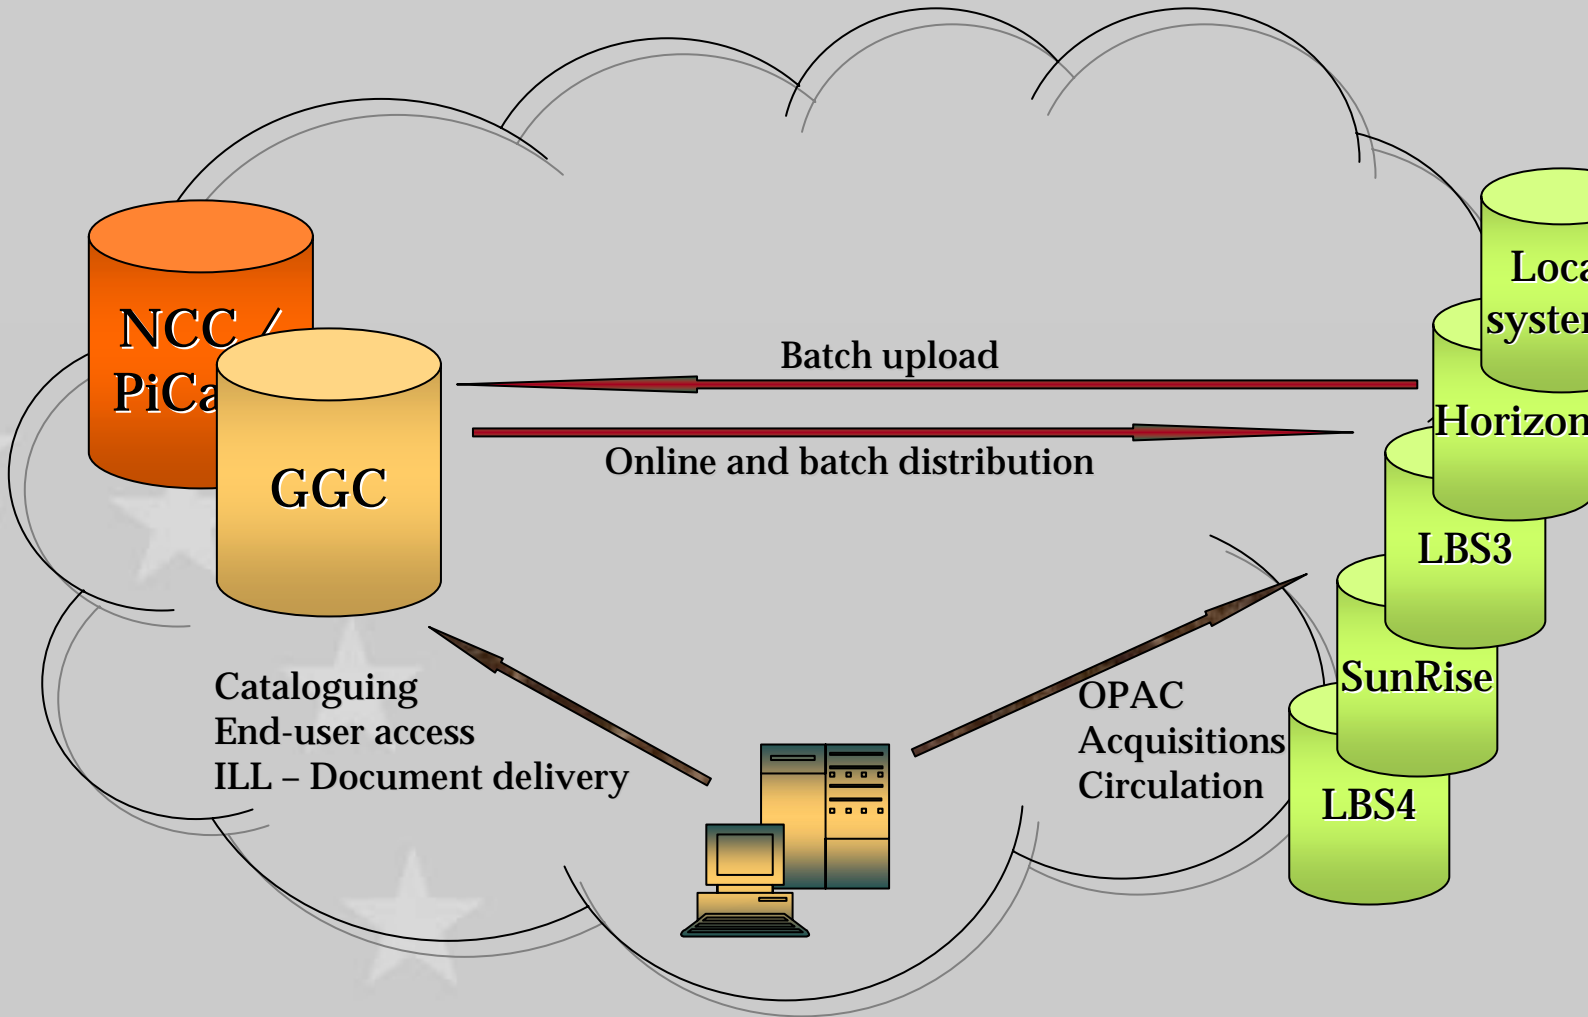 NCC /
PiCa
GGC
Batch upload
Online and batch distribution
Cataloguing
End-user access
ILL – Document delivery
OPAC
Acquisitions
Circulation
Loca
system
Horizon
LBS3
SunRise
LBS4